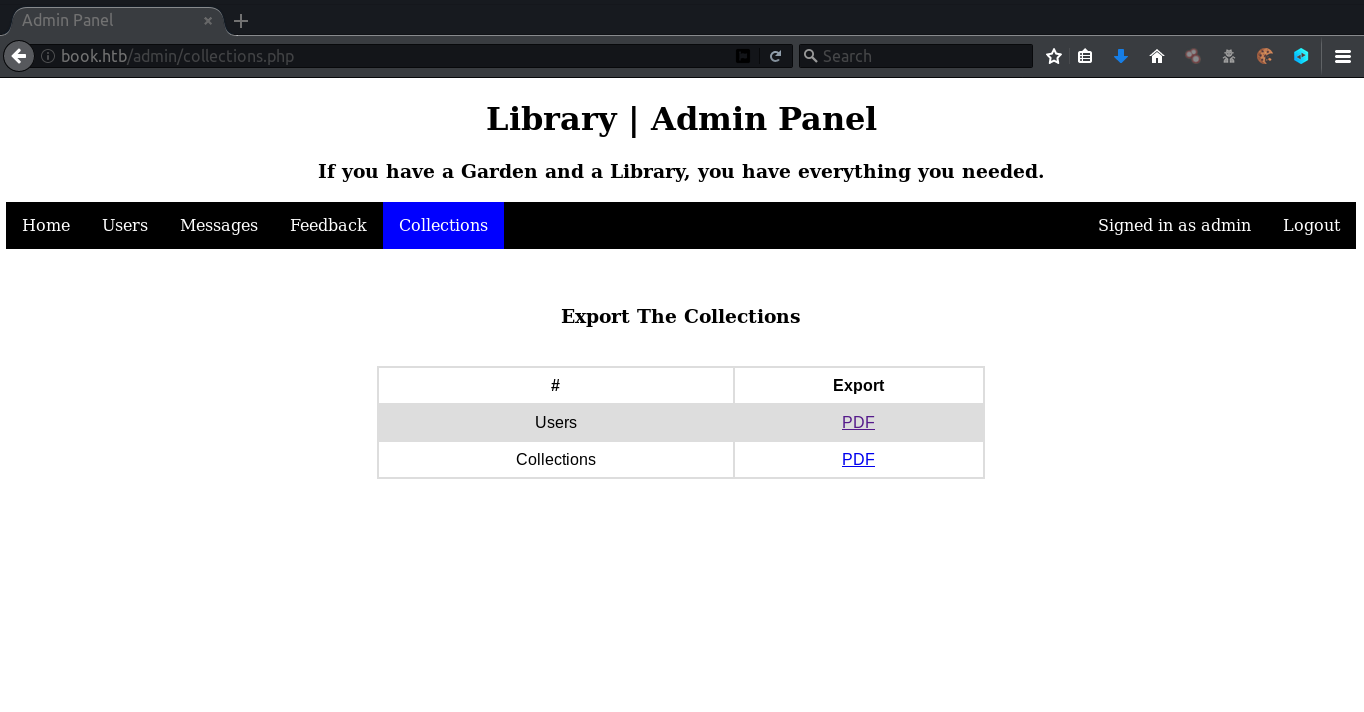 Admin Panel
book.htb/admin/collections.php
Search
Library | Admin Panel
If you have a Garden and a Library, you have everything you needed.
Home Users Messages Feedback Collections Signed in as admin Logout
Export The Collections
# Export
Users PDF
Collections PDF